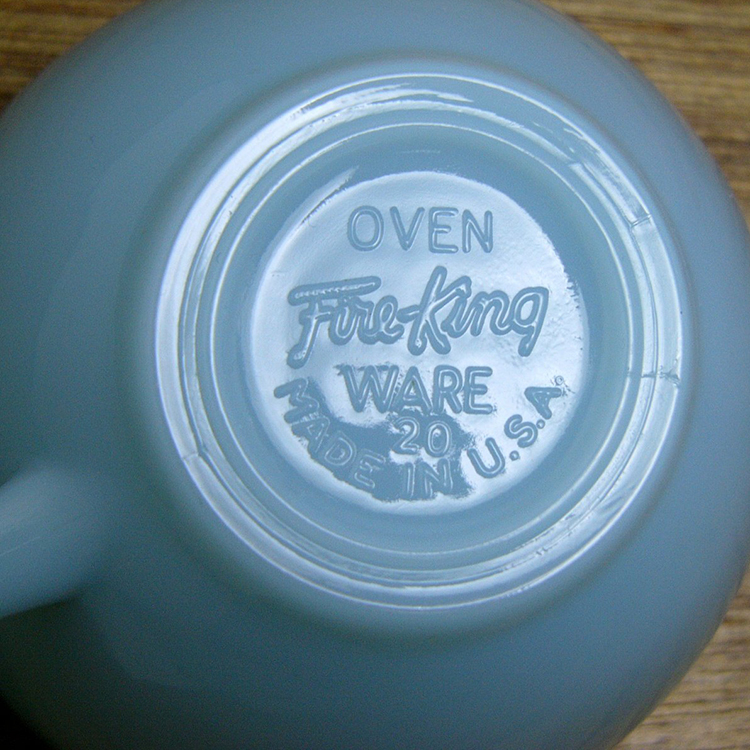 OVEN
Fire-King
WARE
20
MADE IN U.S.A.